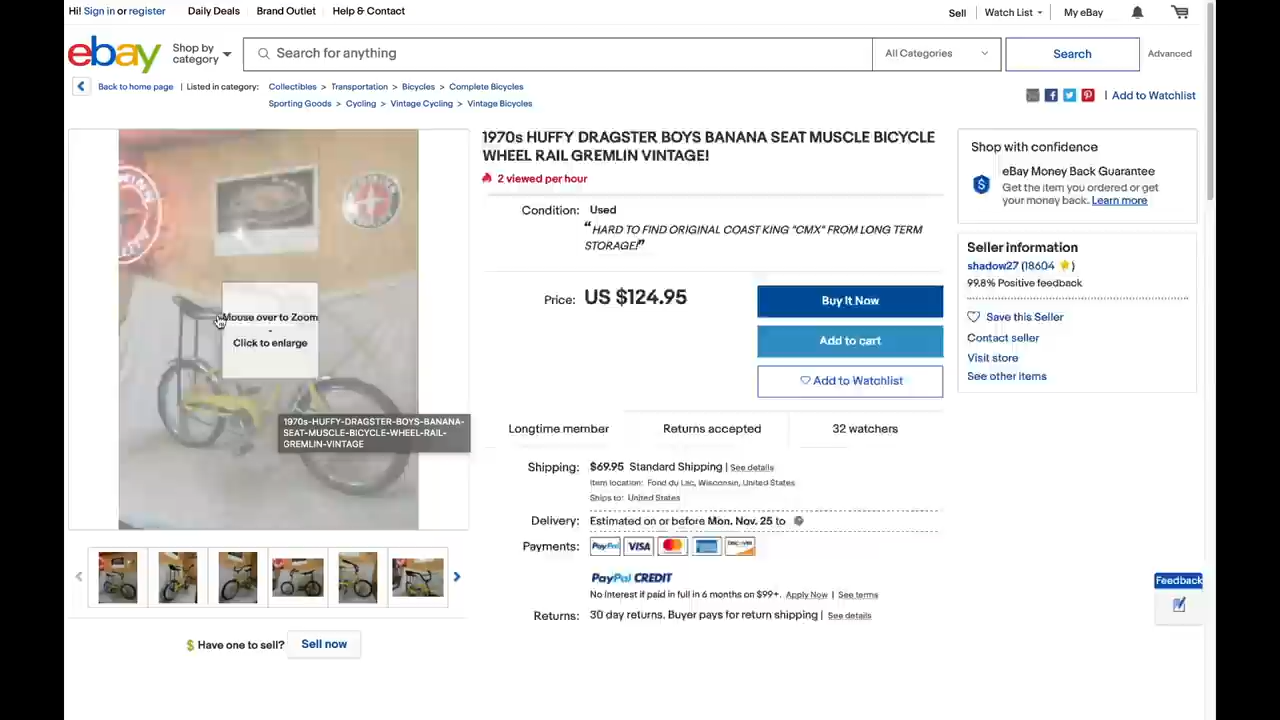 Hi! Sign in or register
Daily Deals
Brand Outlet
Help & Contact
Sell
Watch List
My eBay
ebay
Shop by
category
Search for anything
All Categories
Search
Advanced
Back to home page
Listed in category:
Collectibles > Transportation > Bicycles > Complete Bicycles
Sporting Goods > Cycling > Vintage Cycling > Vintage Bicycles
Add to Watchlist
1970s HUFFY DRAGSTER BOYS BANANA SEAT MUSCLE BICYCLE
WHEEL RAIL GREMLIN VINTAGE!
2 viewed per hour
Condition: Used
“HARD TO FIND ORIGINAL COAST KING "CMX" FROM LONG TERM
STORAGE!”
Price: US $124.95
Buy It Now
Add to cart
Add to Watchlist
Longtime member
Returns accepted
32 watchers
Shipping: $69.95 Standard Shipping | See details
Item location: Fond du Lac, Wisconsin, United States
Ships to: United States
Delivery: Estimated on or before Mon. Nov. 25 to
Payments: PayPal VISA MasterCard DISCOVER
PayPal CREDIT
No interest if paid in full in 6 months on $99+. Apply Now | See terms
Returns: 30 day returns. Buyer pays for return shipping | See details
Shop with confidence
eBay Money Back Guarantee
Get the item you ordered or get
your money back. Learn more
Seller information
shadow27 (18604 )
99.8% Positive feedback
Save this Seller
Contact seller
Visit store
See other items
Mouse over to Zoom
-
Click to enlarge
1970s-HUFFY-DRAGSTER-BOYS-BANANA-
SEAT-MUSCLE-BICYCLE-WHEEL-RAIL-
GREMLIN-VINTAGE
Have one to sell?
Sell now
Feedback